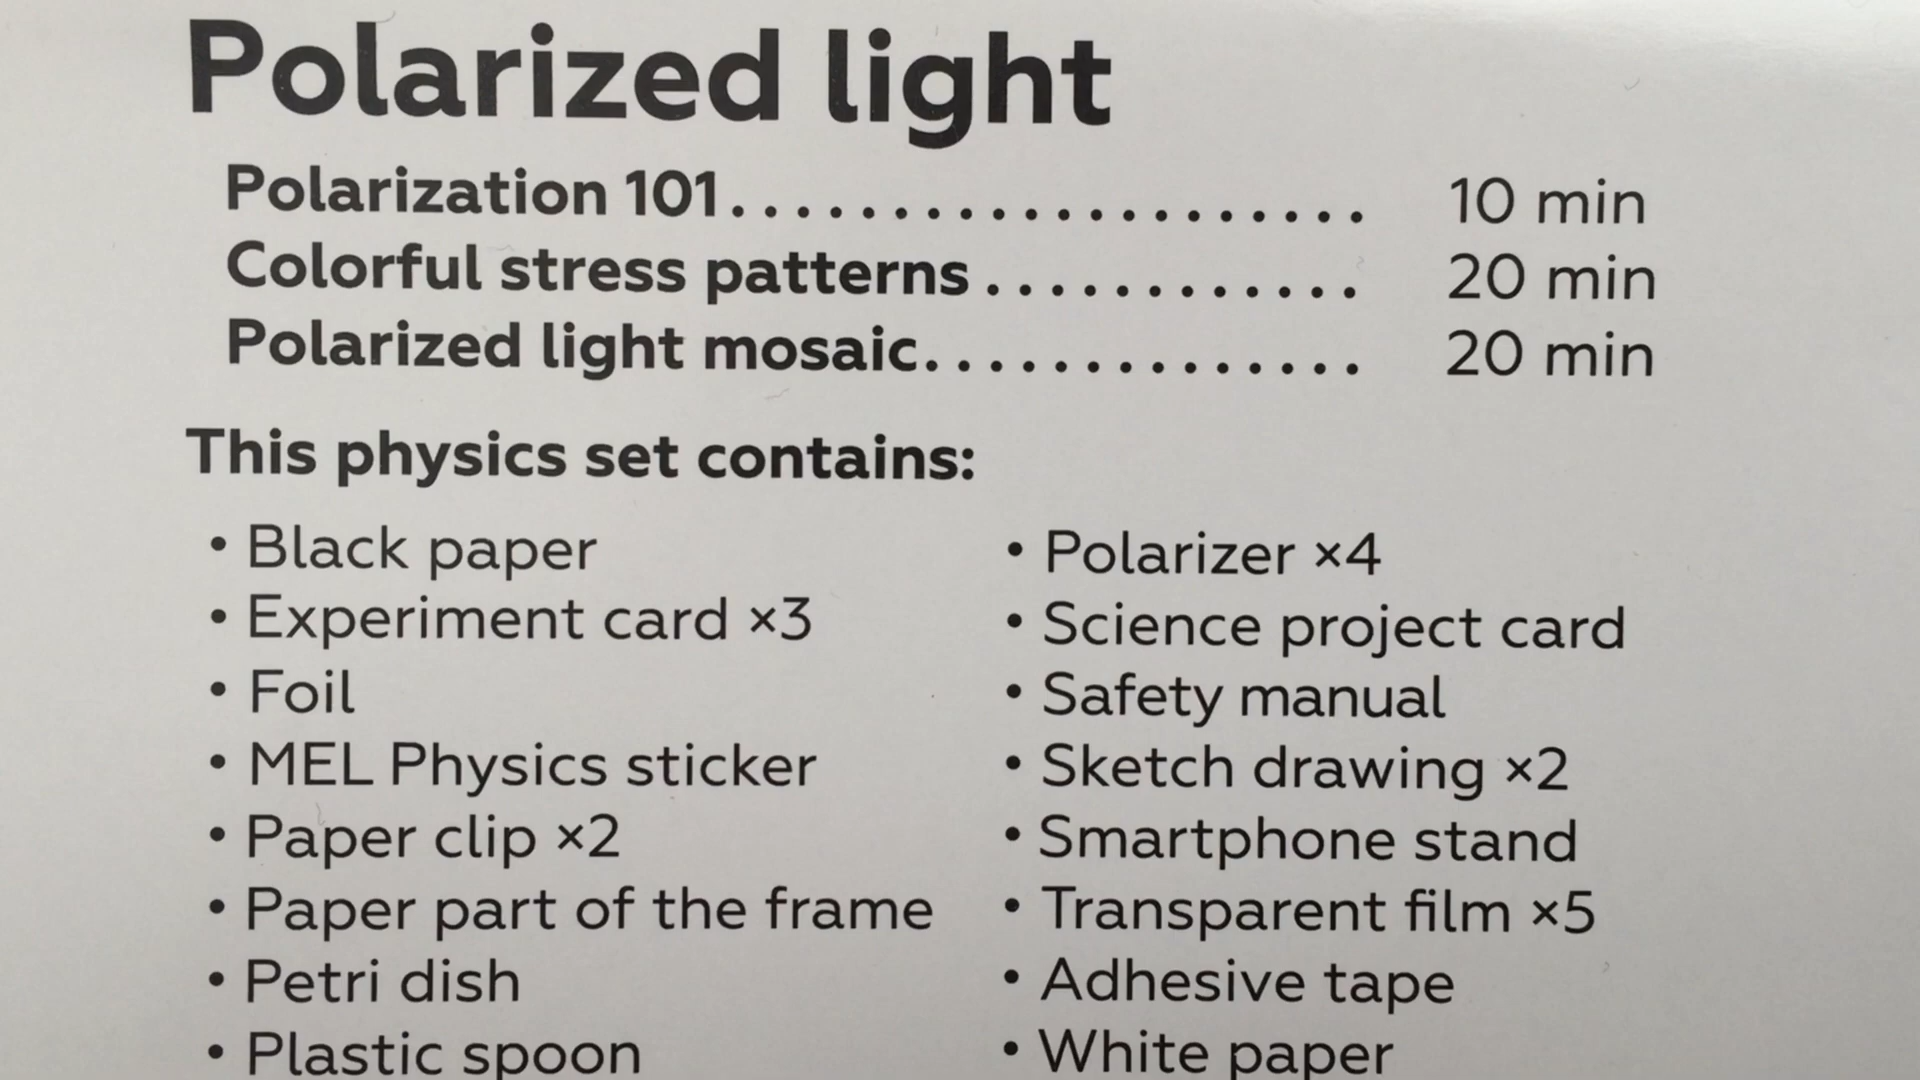 Polarized light
Polarization 101.................... 10 min
Colorful stress patterns............ 20 min
Polarized light mosaic.............. 20 min
This physics set contains:
• Black paper
• Experiment card ×3
• Foil
• MEL Physics sticker
• Paper clip ×2
• Paper part of the frame
• Petri dish
• Plastic spoon
• Polarizer ×4
• Science project card
• Safety manual
• Sketch drawing ×2
• Smartphone stand
• Transparent film ×5
• Adhesive tape
• White paper